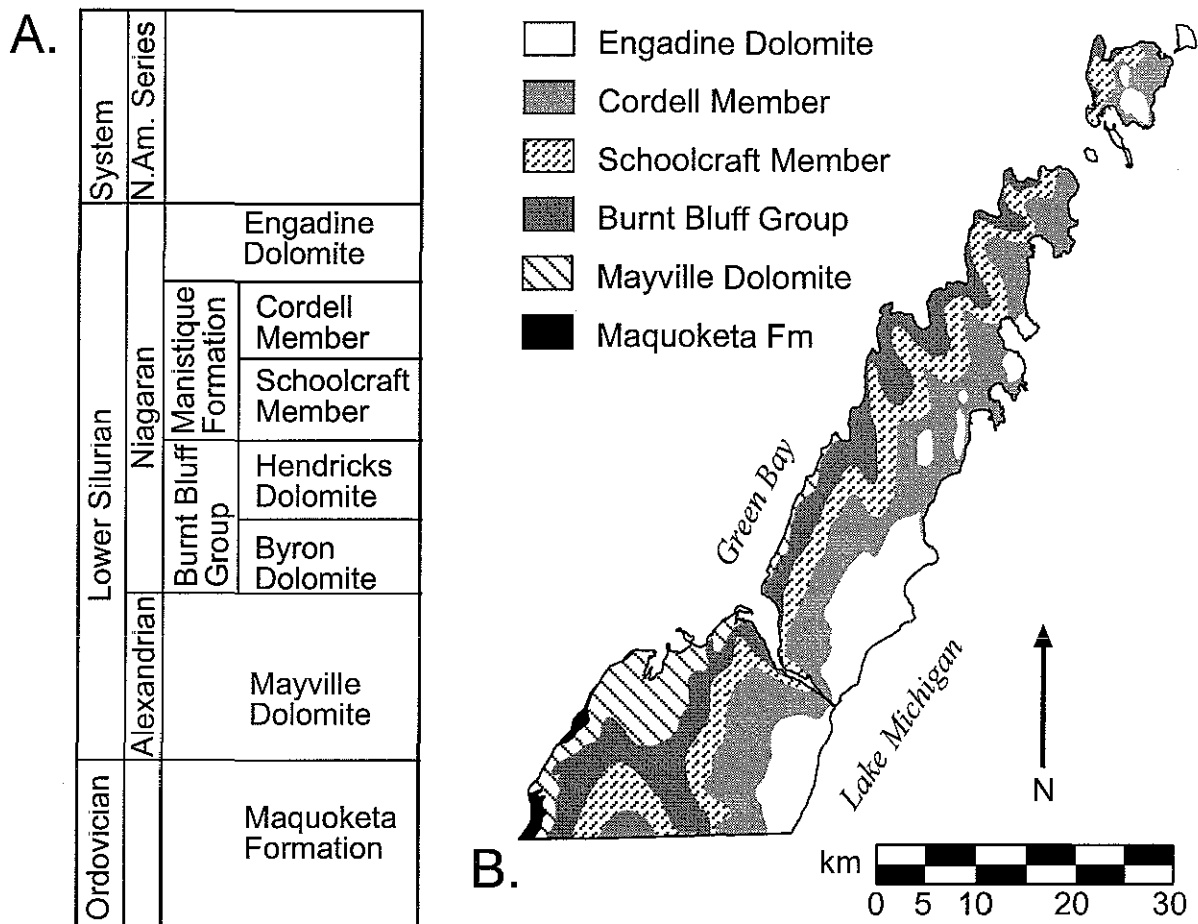 A.
System
N.Am. Series
Lower Silurian
Niagaran
Engadine
Dolomite
Manistique
Formation
Cordell
Member
Schoolcraft
Member
Burnt Bluff
Group
Hendricks
Dolomite
Byron
Dolomite
Alexandrian
Mayville
Dolomite
Ordovician
Maquoketa
Formation
Engadine Dolomite
Cordell Member
Schoolcraft Member
Burnt Bluff Group
Mayville Dolomite
Maquoketa Fm
Green Bay
Lake Michigan
N
B.
km
0 5 10 20 30